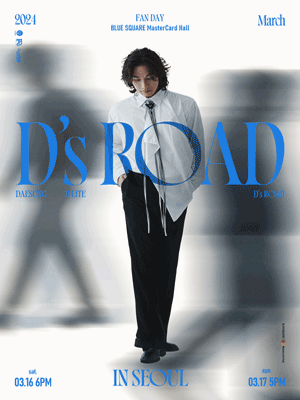 2024
FAN DAY
March
BLUE SQUARE MasterCard Hall
D's ROAD
DAESUNG
D-LITE
D's ROAD
sat.
03.16 6PM
IN SEOUL
sun.
03.17 5PM